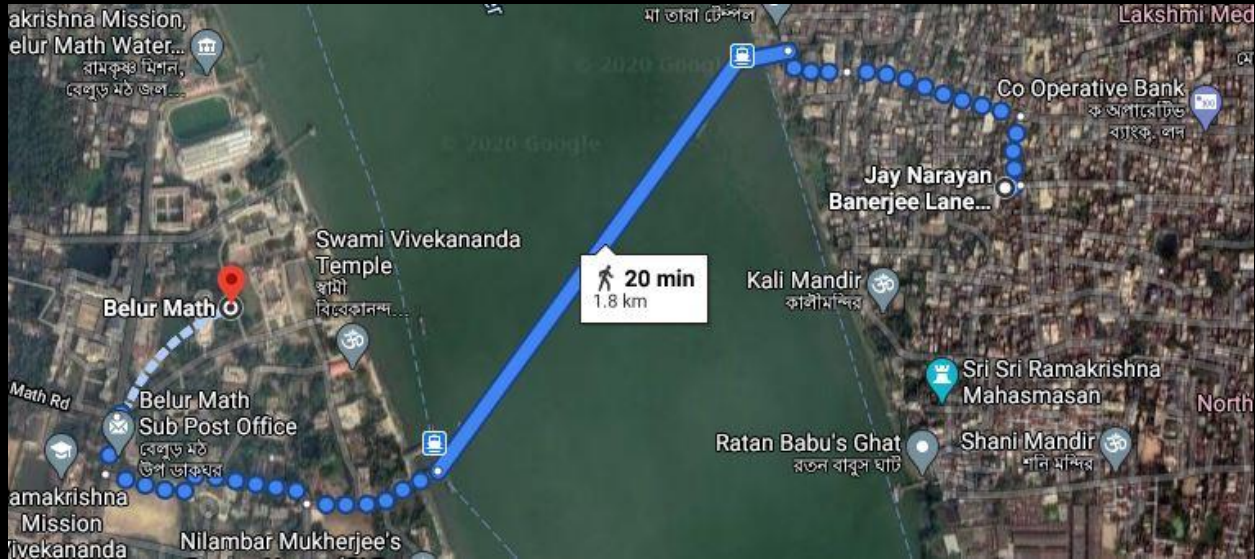 akrishna Mission,
elur Math Water...
রামকৃষ্ণ মিশন,
বেলুড় মঠ জল...
মা তারা টেম্পল
Lakshmi Med
মে
© 2020 Google
© 2020 Google
Co Operative Bank
ক অপারেটিভ
ব্যাংক, লন
Jay Narayan
Banerjee Lane...
Swami Vivekananda
Temple
স্বামী
বিবেকানন্দ...
20 min
1.8 km
Kali Mandir
কালীমন্দির
Belur Math
Sri Sri Ramakrishna
Mahasmasan
Math Rd
Belur Math
Sub Post Office
বেলুড় মঠ
উপ ডাকঘর
North
Ratan Babu's Ghat
রতন বাবুস ঘাট
Shani Mandir
শনি মন্দির
amakrishna
Mission
ivekananda
Nilambar Mukherjee's